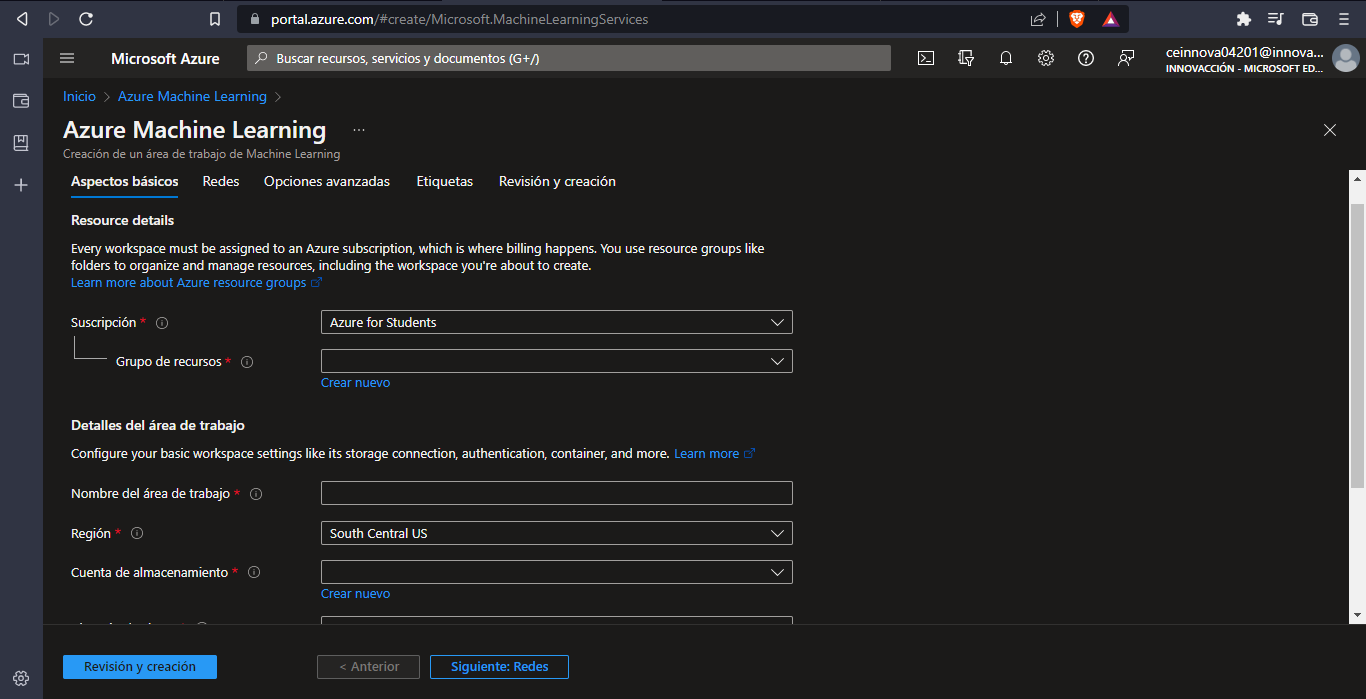 portal.azure.com/#create/Microsoft.MachineLearningServices
Microsoft Azure
Buscar recursos, servicios y documentos (G+/)
ceinnova04201@innova...
INNOVACCIÓN - MICROSOFT ED...
Inicio > Azure Machine Learning >
Azure Machine Learning ...
Creación de un área de trabajo de Machine Learning
Aspectos básicos Redes Opciones avanzadas Etiquetas Revisión y creación
Resource details
Every workspace must be assigned to an Azure subscription, which is where billing happens. You use resource groups like
folders to organize and manage resources, including the workspace you're about to create.
Learn more about Azure resource groups
Suscripción * Azure for Students
Grupo de recursos *
Crear nuevo
Detalles del área de trabajo
Configure your basic workspace settings like its storage connection, authentication, container, and more. Learn more
Nombre del área de trabajo *
Región * South Central US
Cuenta de almacenamiento *
Crear nuevo
Revisión y creación < Anterior Siguiente: Redes